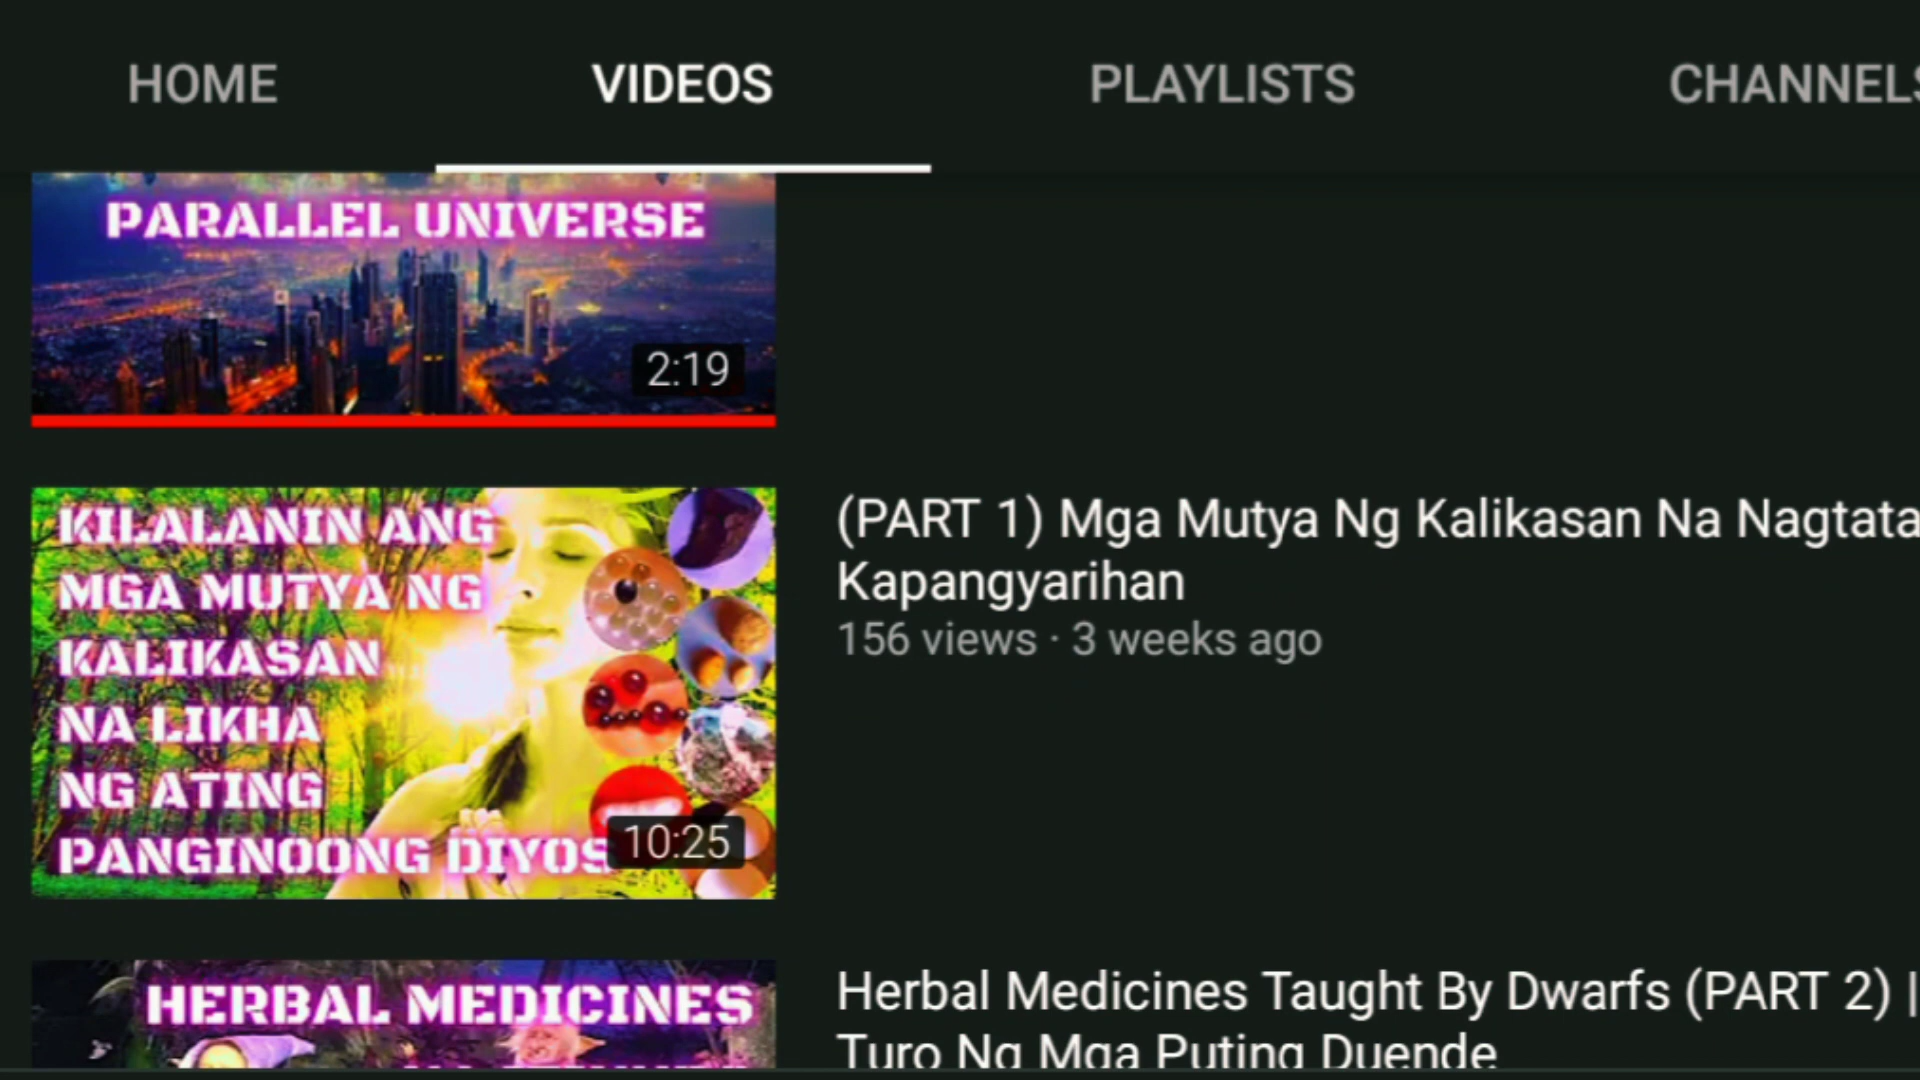 HOME VIDEOS PLAYLISTS CHANNELS
PARALLEL UNIVERSE
2:19
KILALANIN ANG
MGA MUTYA NG
KALIKASAN
NA LIKHA
NG ATING
PANGINOONG DIYOS
10:25
(PART 1) Mga Mutya Ng Kalikasan Na Nagtata
Kapangyarihan
156 views · 3 weeks ago
HERBAL MEDICINES
Herbal Medicines Taught By Dwarfs (PART 2) |
Turo Ng Mga Puting Duende